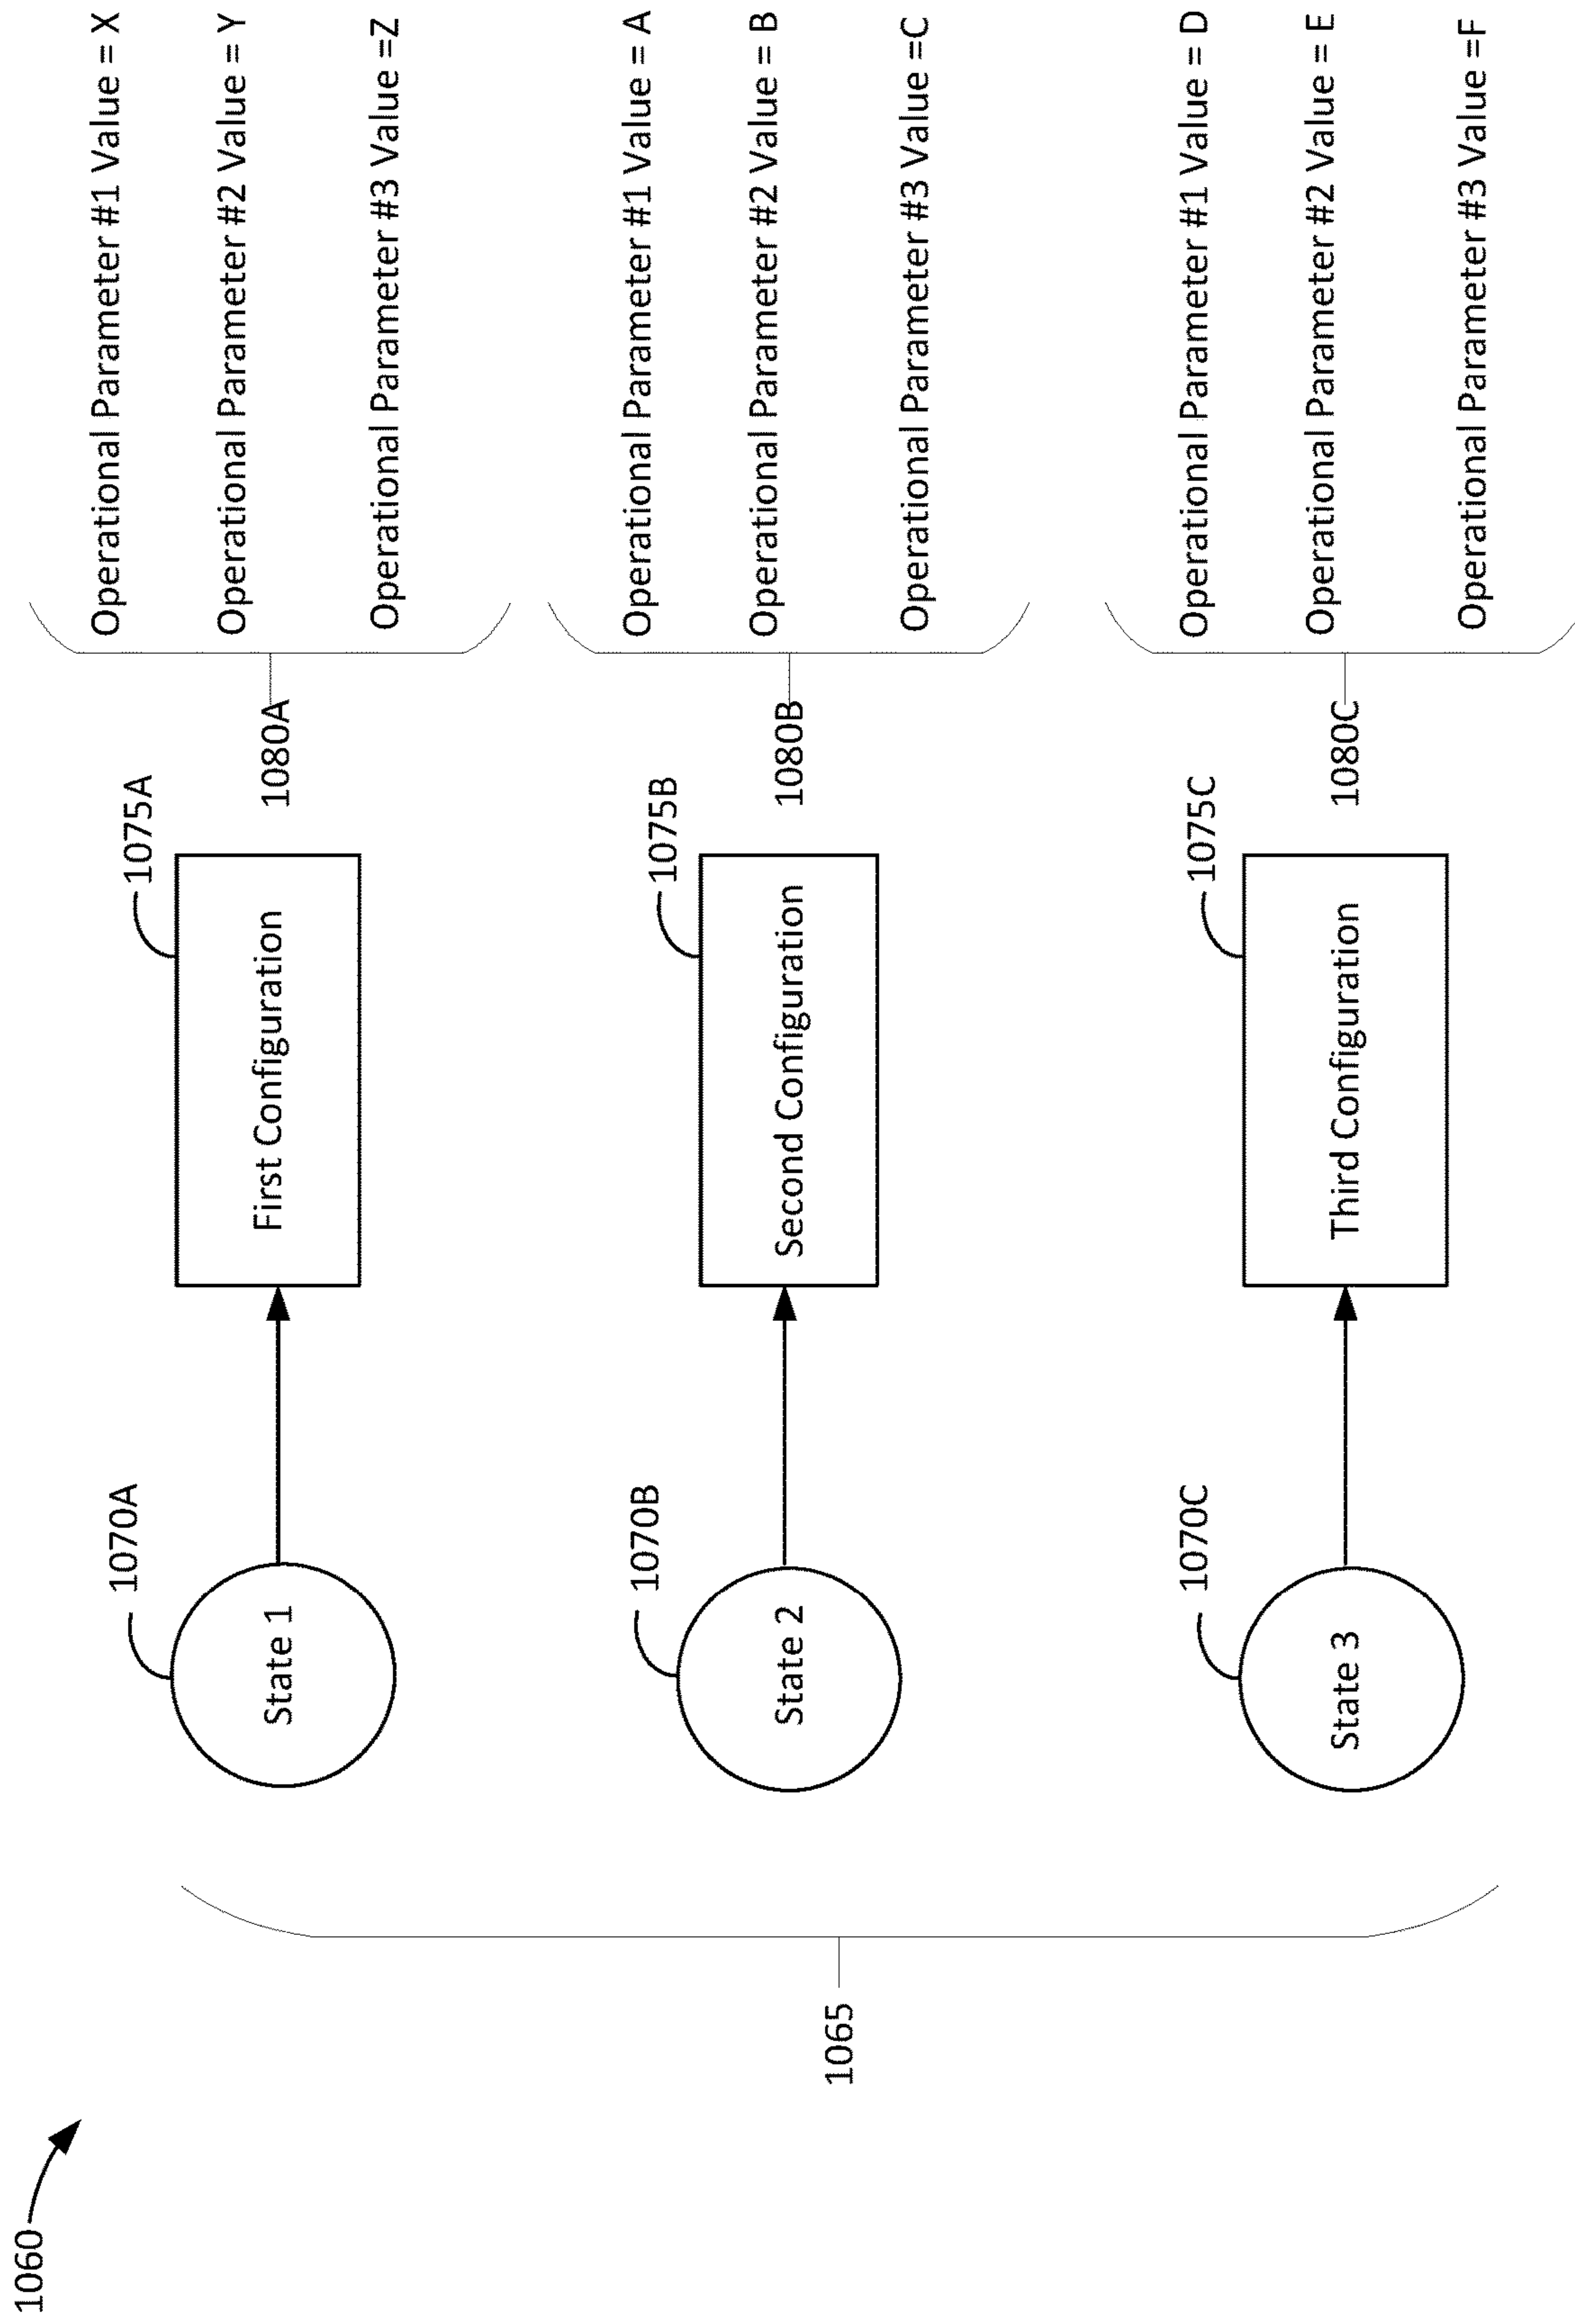 1060
1065
1070A
State 1
1075A
First Configuration
1080A
Operational Parameter #1 Value = X
Operational Parameter #2 Value = Y
Operational Parameter #3 Value =Z
1070B
State 2
1075B
Second Configuration
1080B
Operational Parameter #1 Value = A
Operational Parameter #2 Value = B
Operational Parameter #3 Value =C
1070C
State 3
1075C
Third Configuration
1080C
Operational Parameter #1 Value = D
Operational Parameter #2 Value = E
Operational Parameter #3 Value =F